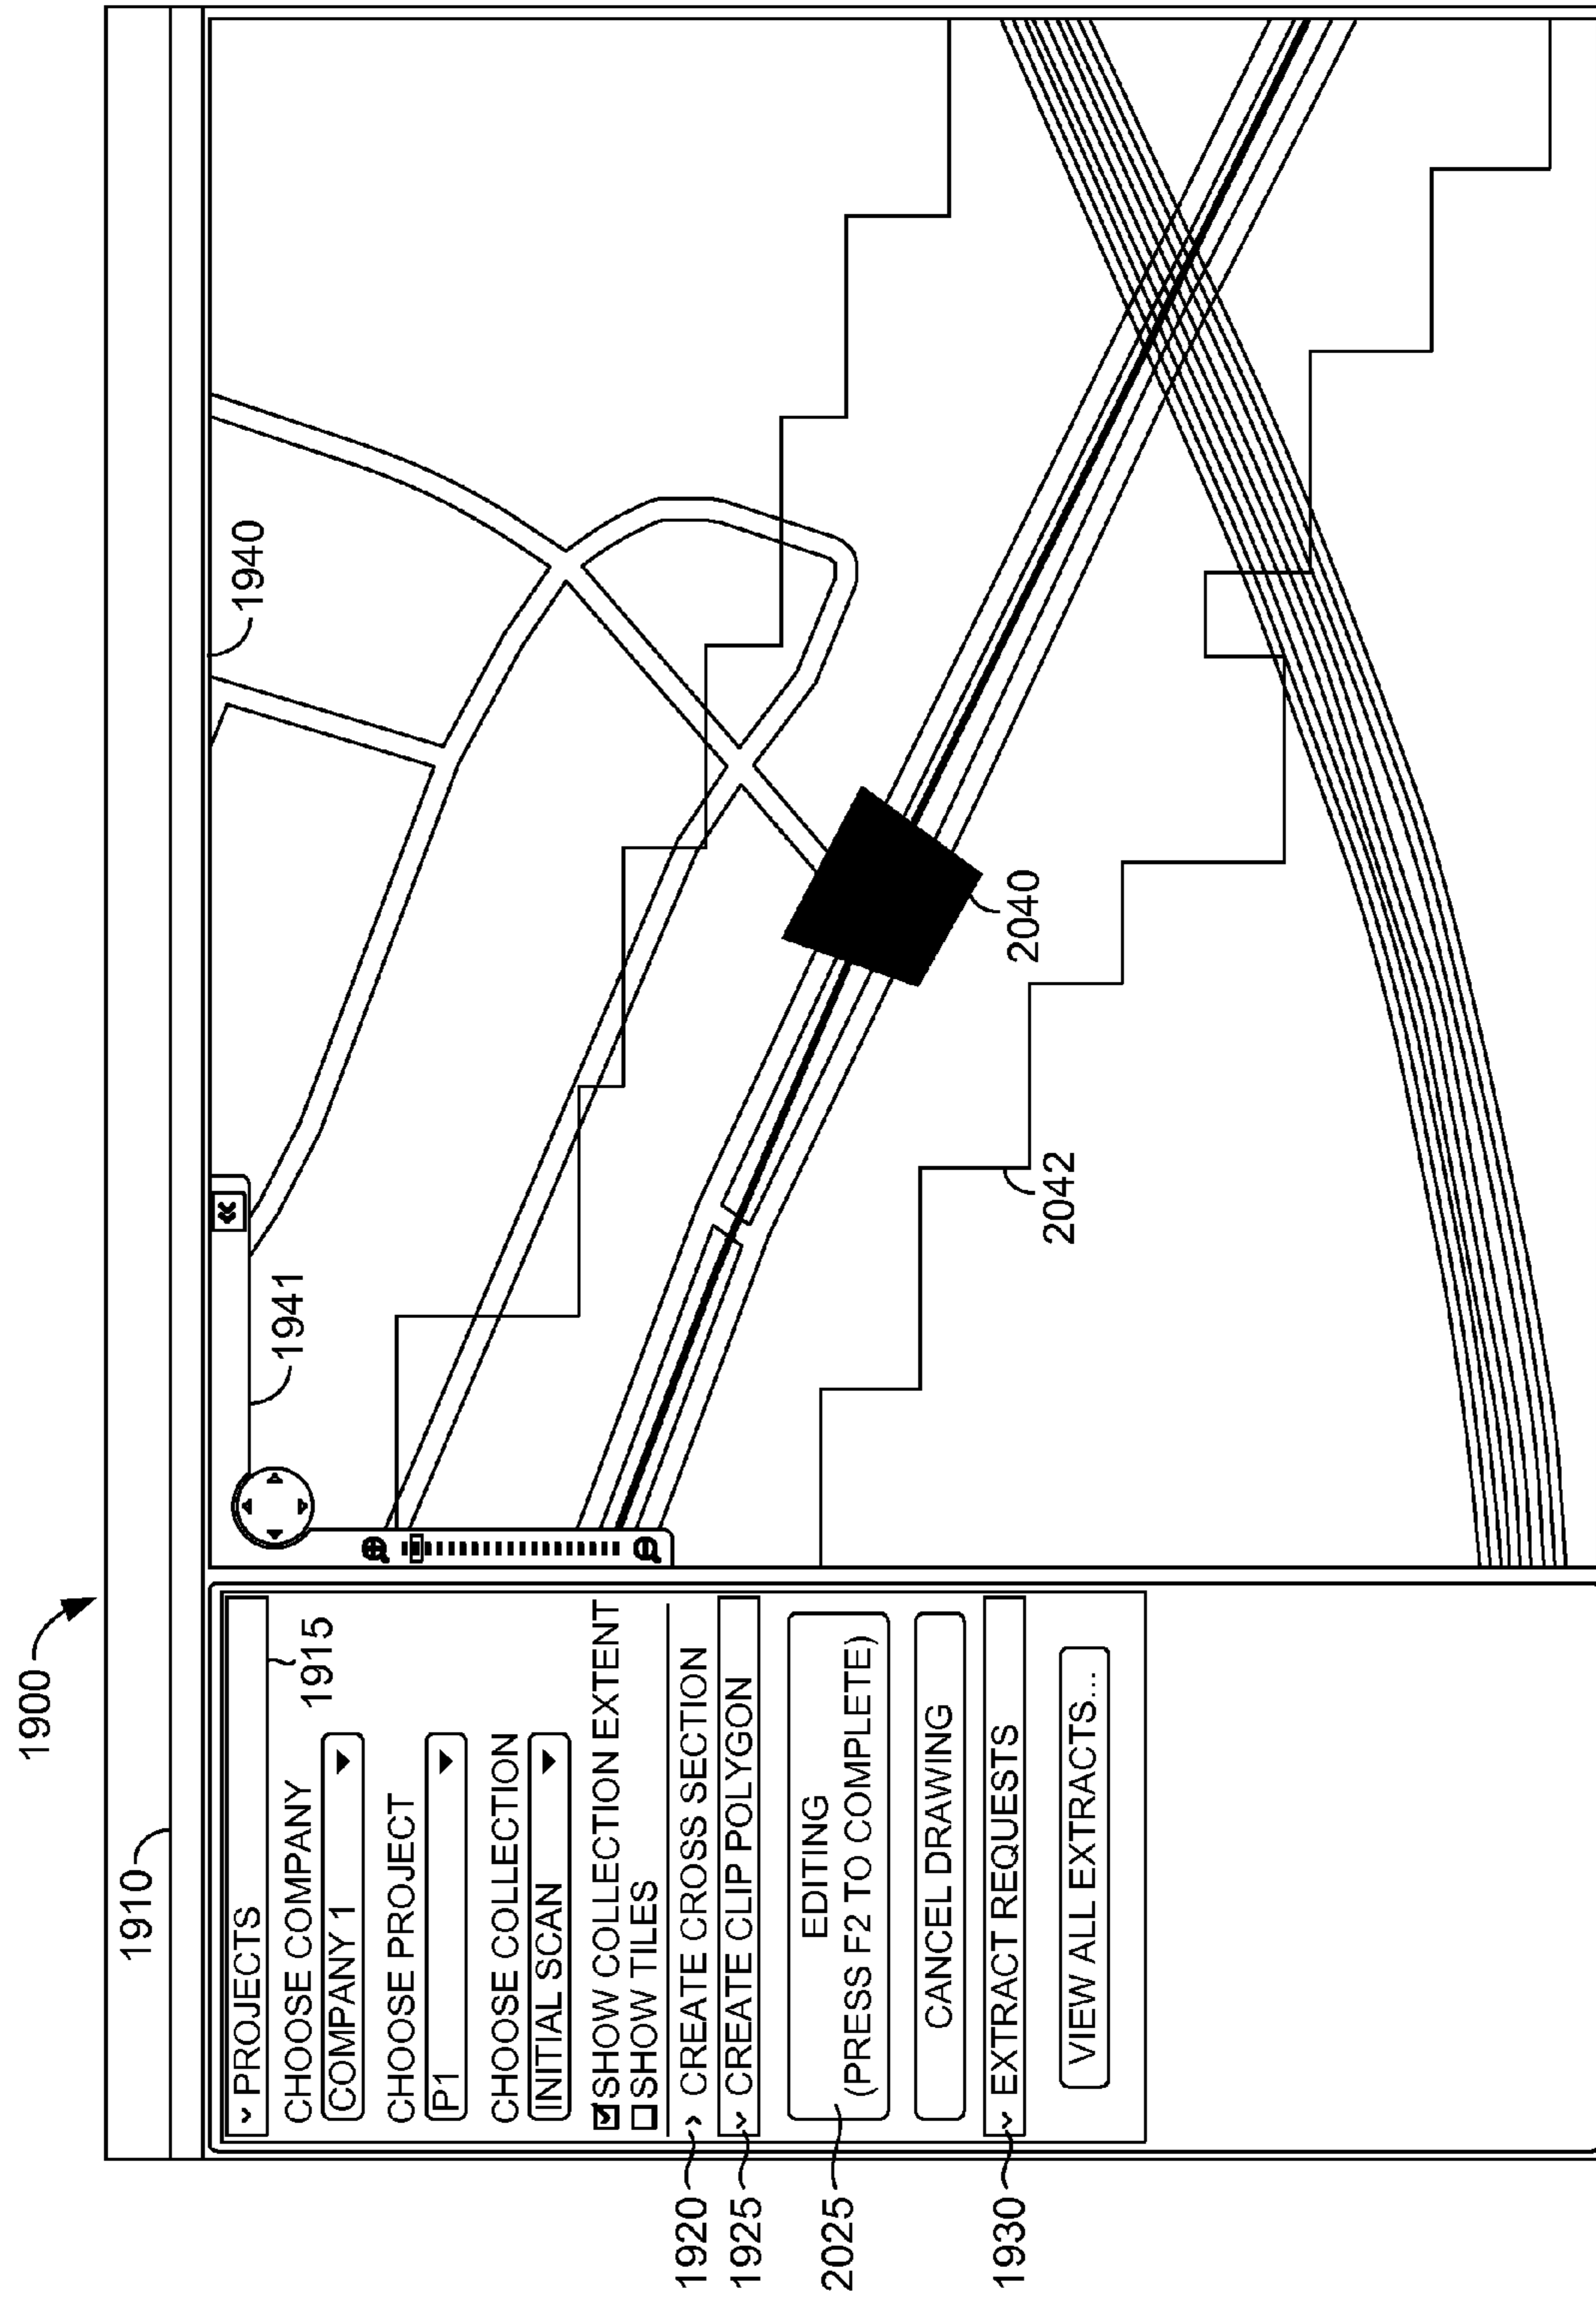 1900
1910
PROJECTS
1915
CHOOSE COMPANY
COMPANY 1
CHOOSE PROJECT
P1
CHOOSE COLLECTION
INITIAL SCAN
SHOW COLLECTION EXTENT
SHOW TILES
1920
CREATE CROSS SECTION
1925
CREATE CLIP POLYGON
2025
EDITING
(PRESS F2 TO COMPLETE)
CANCEL DRAWING
1930
EXTRACT REQUESTS
VIEW ALL EXTRACTS...
1941
1940
2040
2042